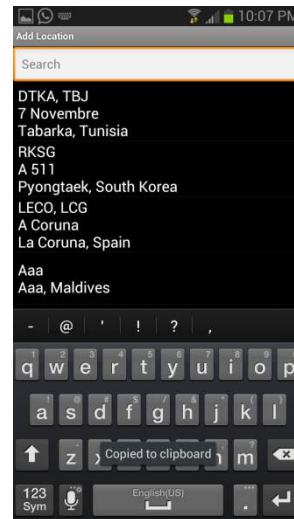 10:07 PM
Add Location
Search
DTKA, TBJ
7 Novembre
Tabarka, Tunisia
RKSG
A 511
Pyongtaek, South Korea
LECO, LCG
A Coruna
La Coruna, Spain
Aaa
Aaa, Maldives
- @ ' ! ? ,
q w e r t y u i o p
a s d f g h j k l
z Copied to clipboard m
123 English(US) .
Sym